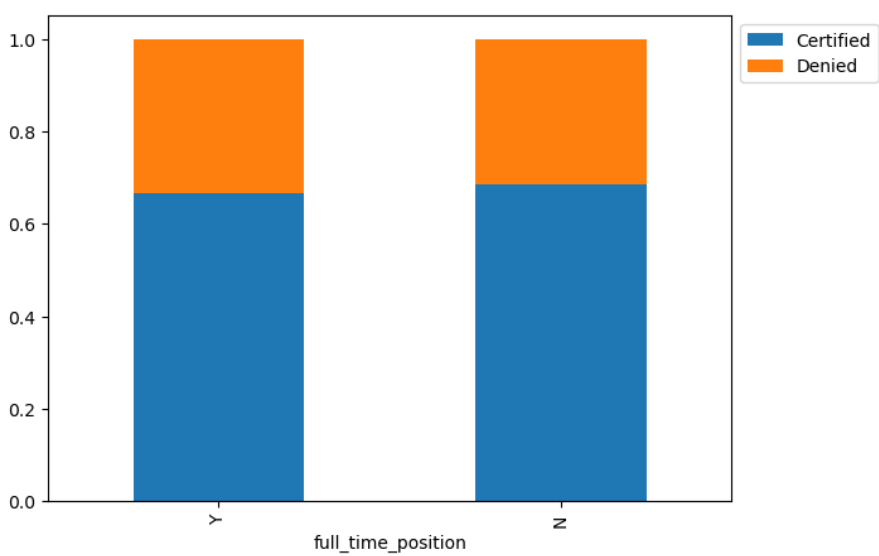 1.0
0.8
0.6
0.4
0.2
0.0
Y
N
full_time_position
Certified
Denied